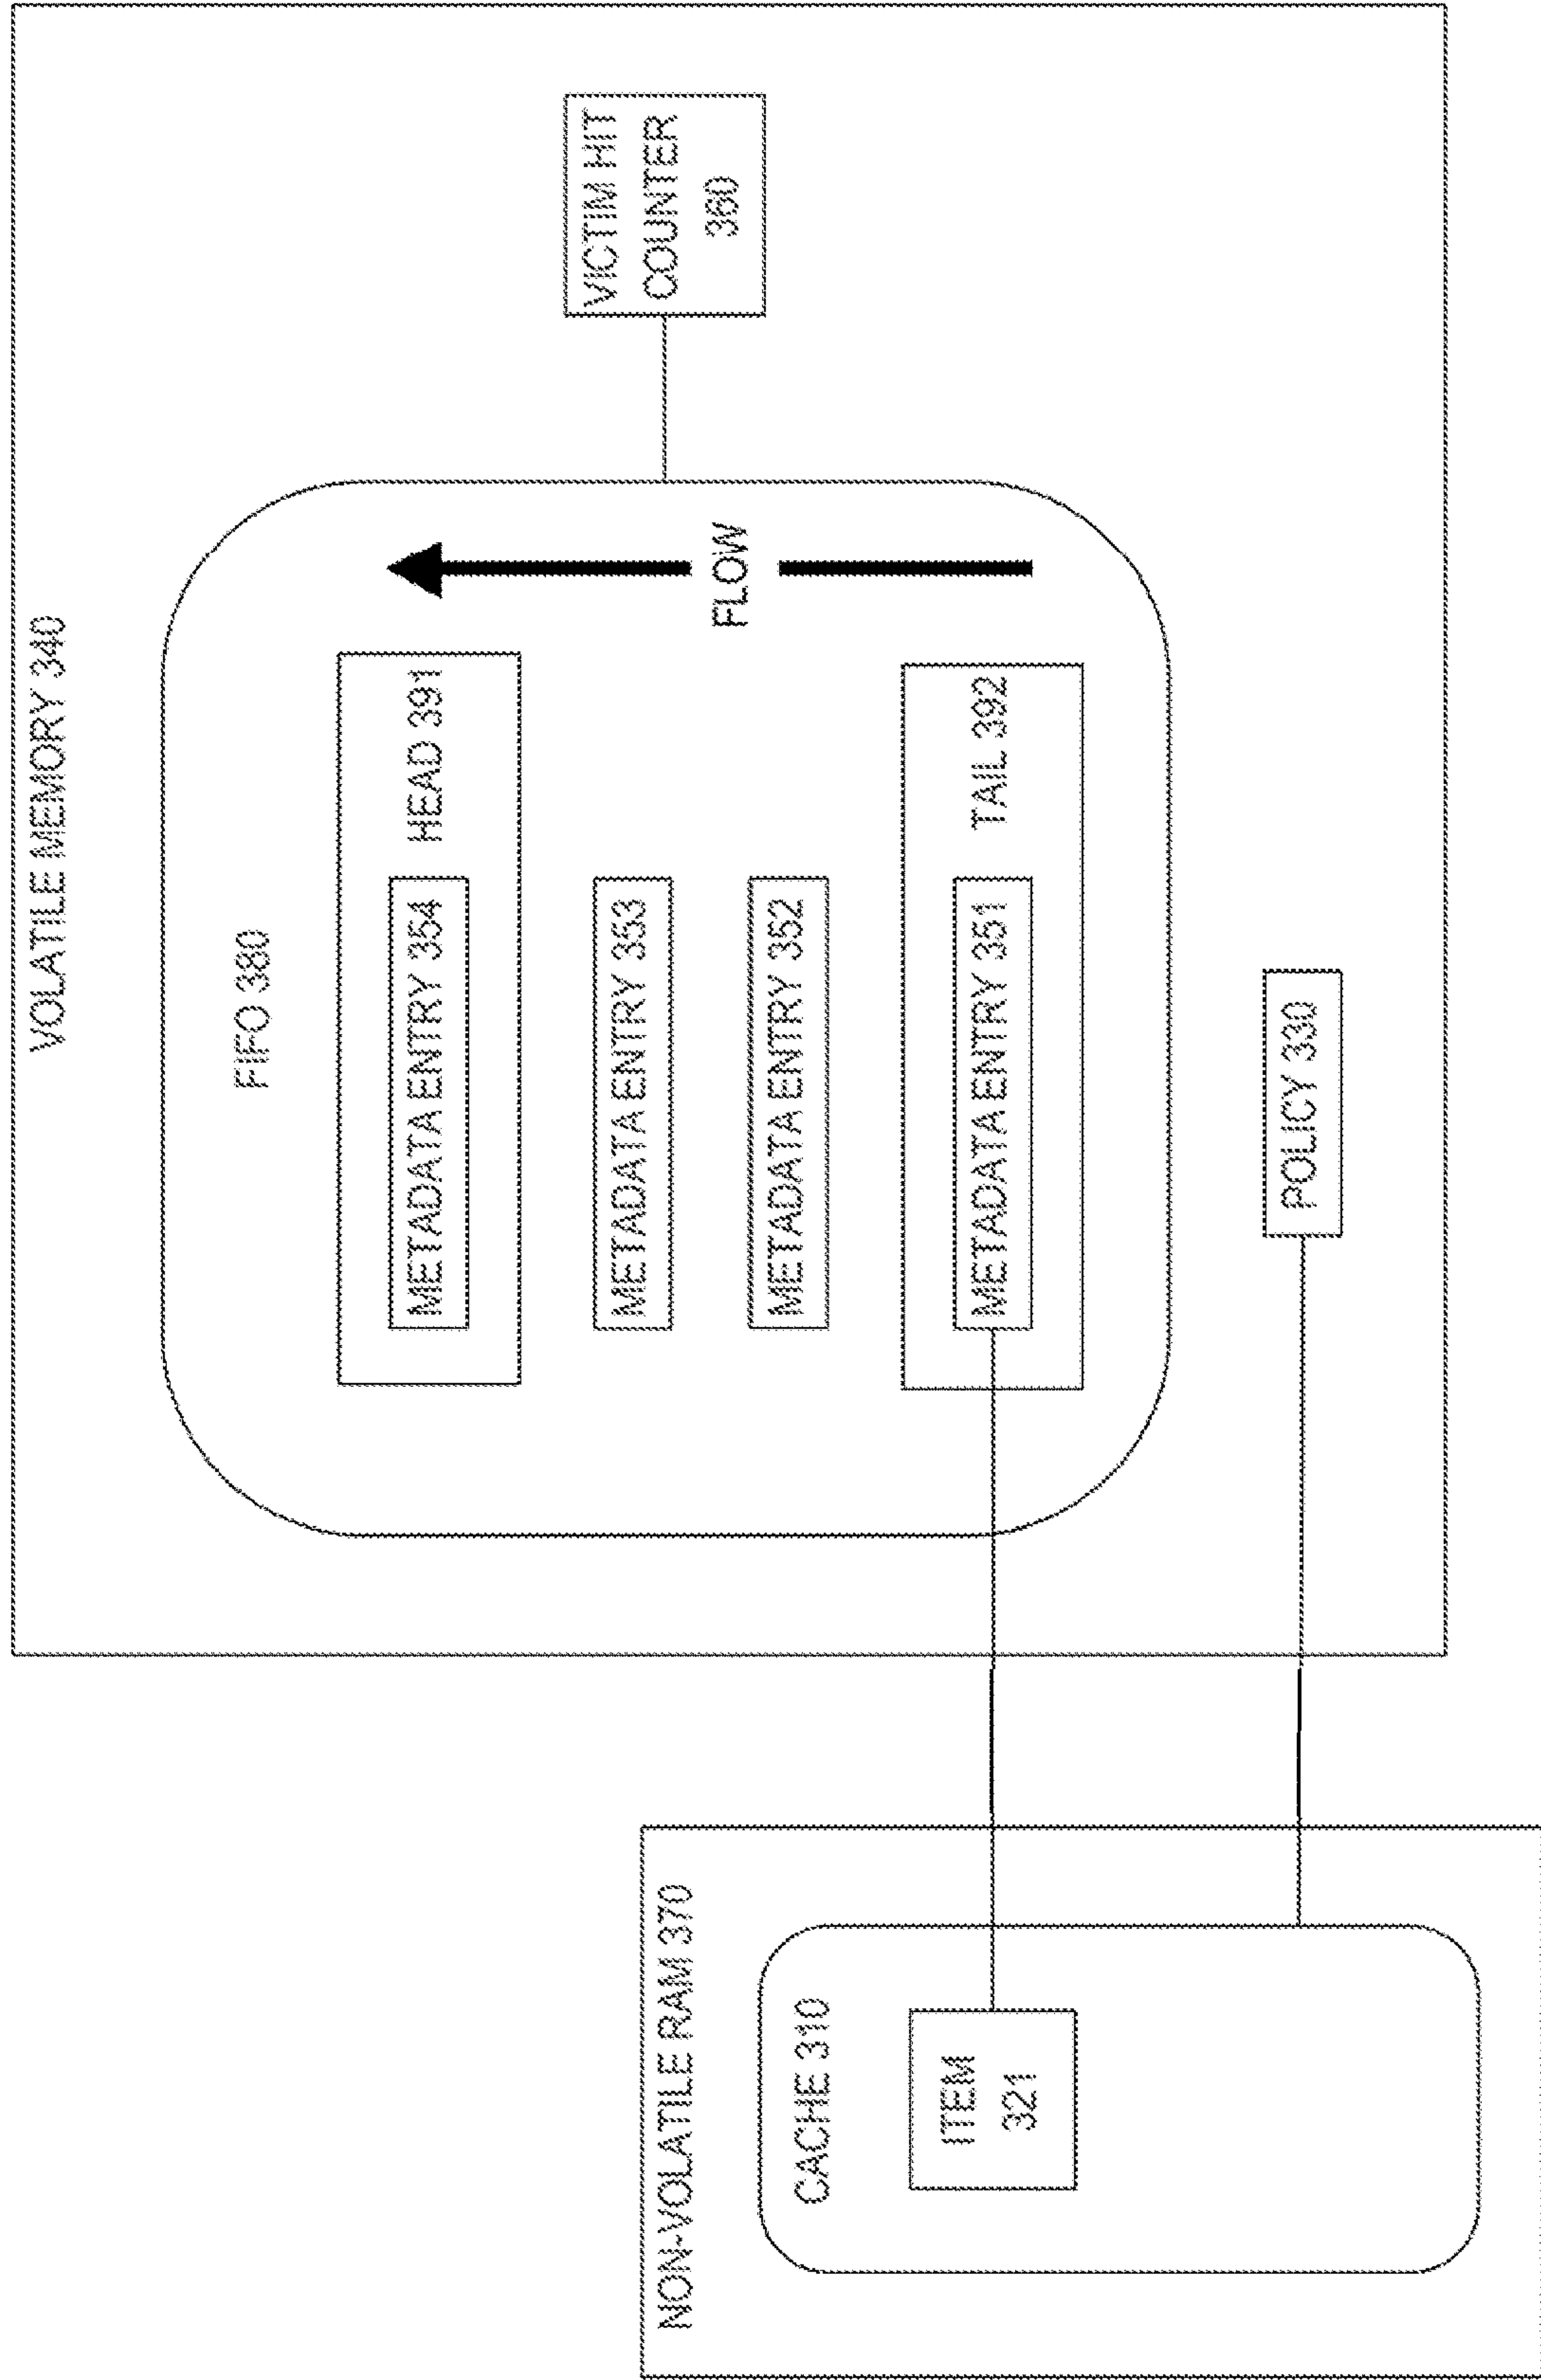 VOLATILE MEMORY 340
FIFO 380
METADATA ENTRY 354
HEAD 391
METADATA ENTRY 353
METADATA ENTRY 352
METADATA ENTRY 351
TAIL 392
FLOW
VICTIM HIT
COUNTER
360
POLICY 330
NON-VOLATILE RAM 370
CACHE 310
ITEM
321